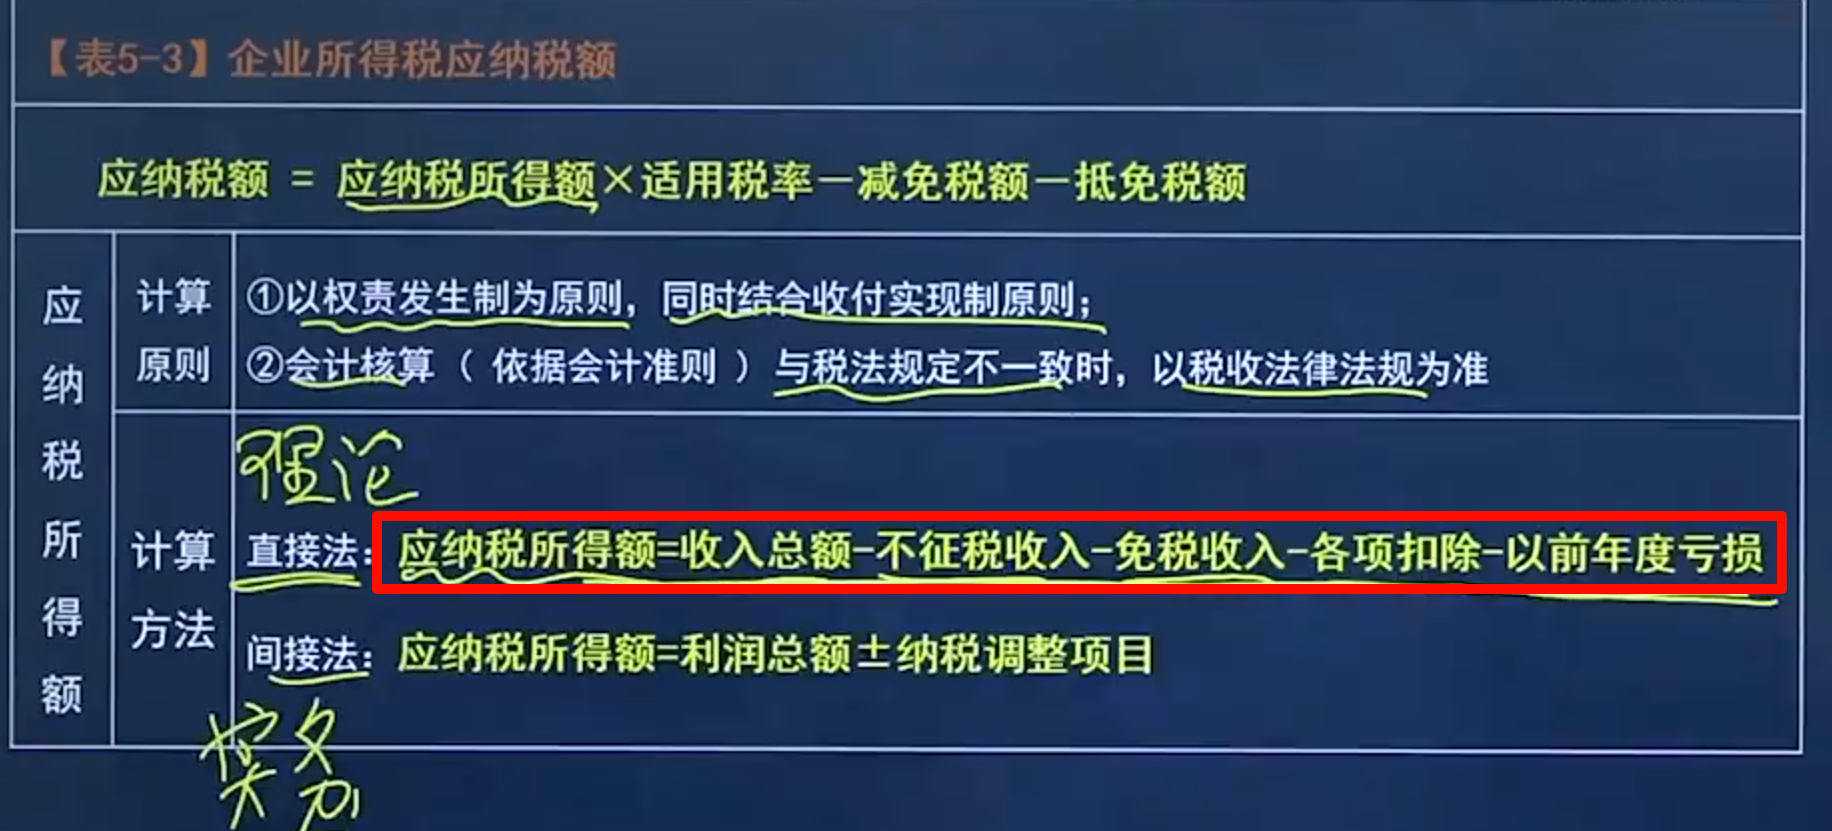 【表5-3】企业所得税应纳税额
应纳税额 = 应纳税所得额×适用税率－减免税额－抵免税额
应纳税所得额
计算原则
①以权责发生制为原则，同时结合收付实现制原则；
②会计核算（ 依据会计准则 ）与税法规定不一致时，以税收法律法规为准
计算方法
理论
直接法：应纳税所得额=收入总额-不征税收入-免税收入-各项扣除-以前年度亏损
间接法：应纳税所得额=利润总额±纳税调整项目
实务